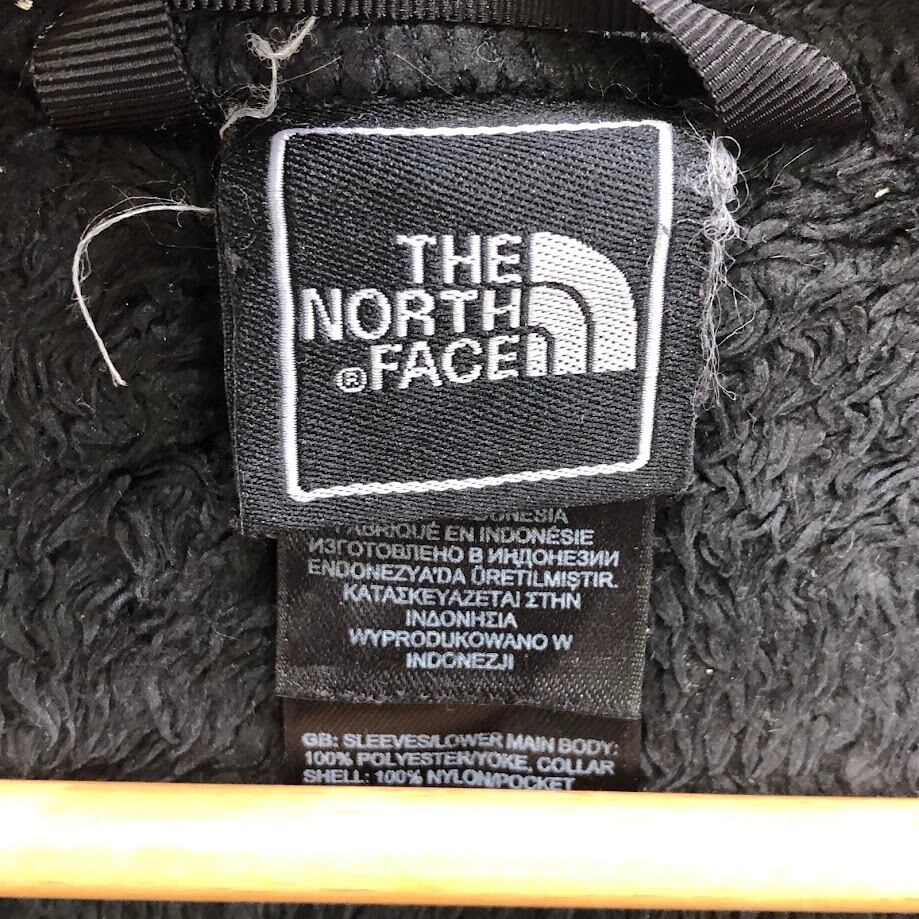 THE
NORTH
®FACE
FABRIQUÉ EN INDONÉSIE
ИЗГОТОВЛЕНО В ИНДОНЕЗИИ
ENDONEZYA'DA ÜRETILMIŞTIR.
ΚΑΤΑΣΚΕΥΑΖΕΤΑΙ ΣΤΗΝ
ΙΝΔΟΝΗΣΙΑ
WYPRODUKOWANO W
INDONEZJI
GB: SLEEVES/LOWER MAIN BODY:
100% POLYESTER/YOKE, COLLAR
SHELL: 100% NYLON/POCKET